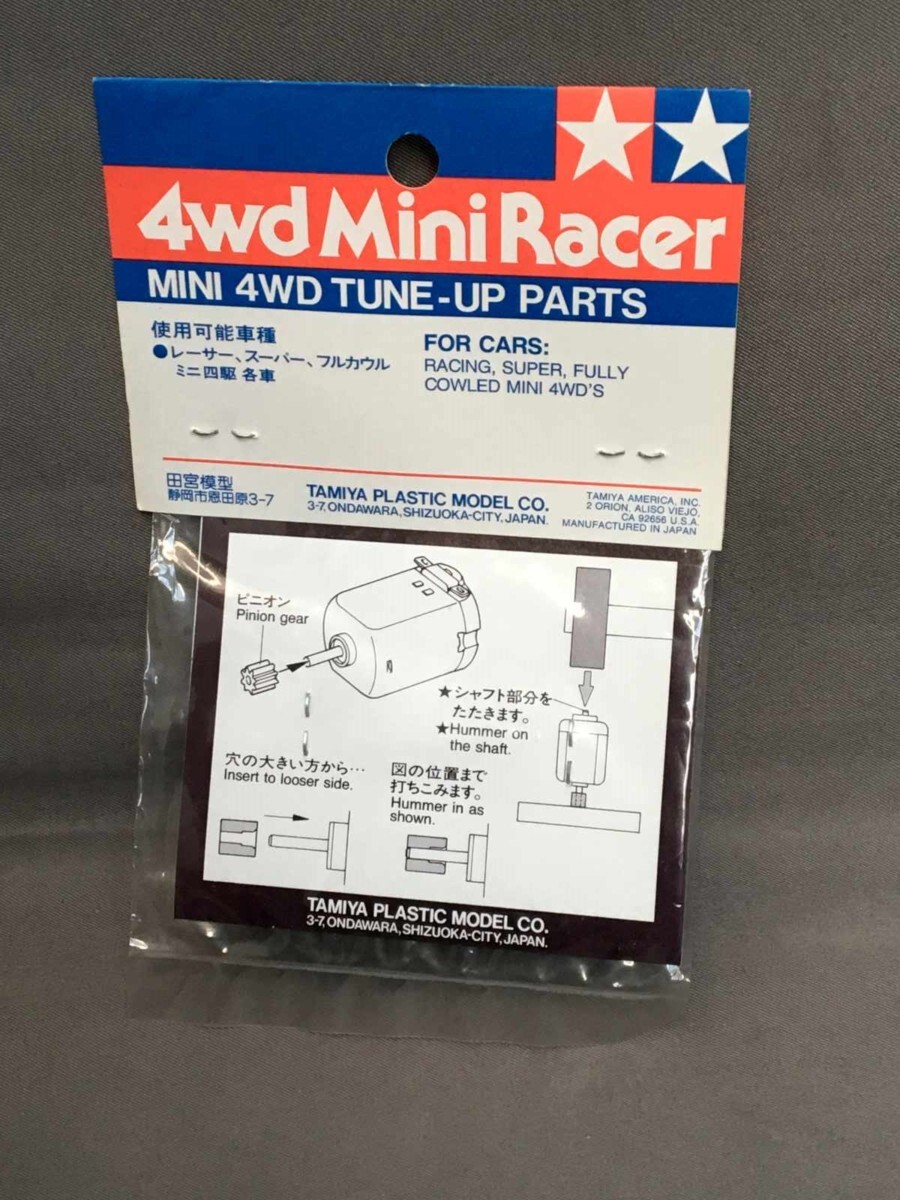 4wd Mini Racer
MINI 4WD TUNE-UP PARTS
使用可能車種
●レーサー、スーパー、フルカウル
ミニ四駆 各車
FOR CARS:
RACING, SUPER, FULLY
COWLED MINI 4WD'S
田宮模型
静岡市恩田原3-7
TAMIYA PLASTIC MODEL CO.
3-7, ONDAWARA, SHIZUOKA-CITY, JAPAN.
TAMIYA AMERICA, INC.
2 ORION, ALISO VIEJO,
CA 92656 U.S.A.
MANUFACTURED IN JAPAN
ピニオン
Pinion gear
★シャフト部分を
たたきます。
★Hummer on
the shaft.
穴の大きい方から…
Insert to looser side.
図の位置まで
打ちこみます。
Hummer in as
shown.
TAMIYA PLASTIC MODEL CO.
3-7, ONDAWARA, SHIZUOKA-CITY, JAPAN.